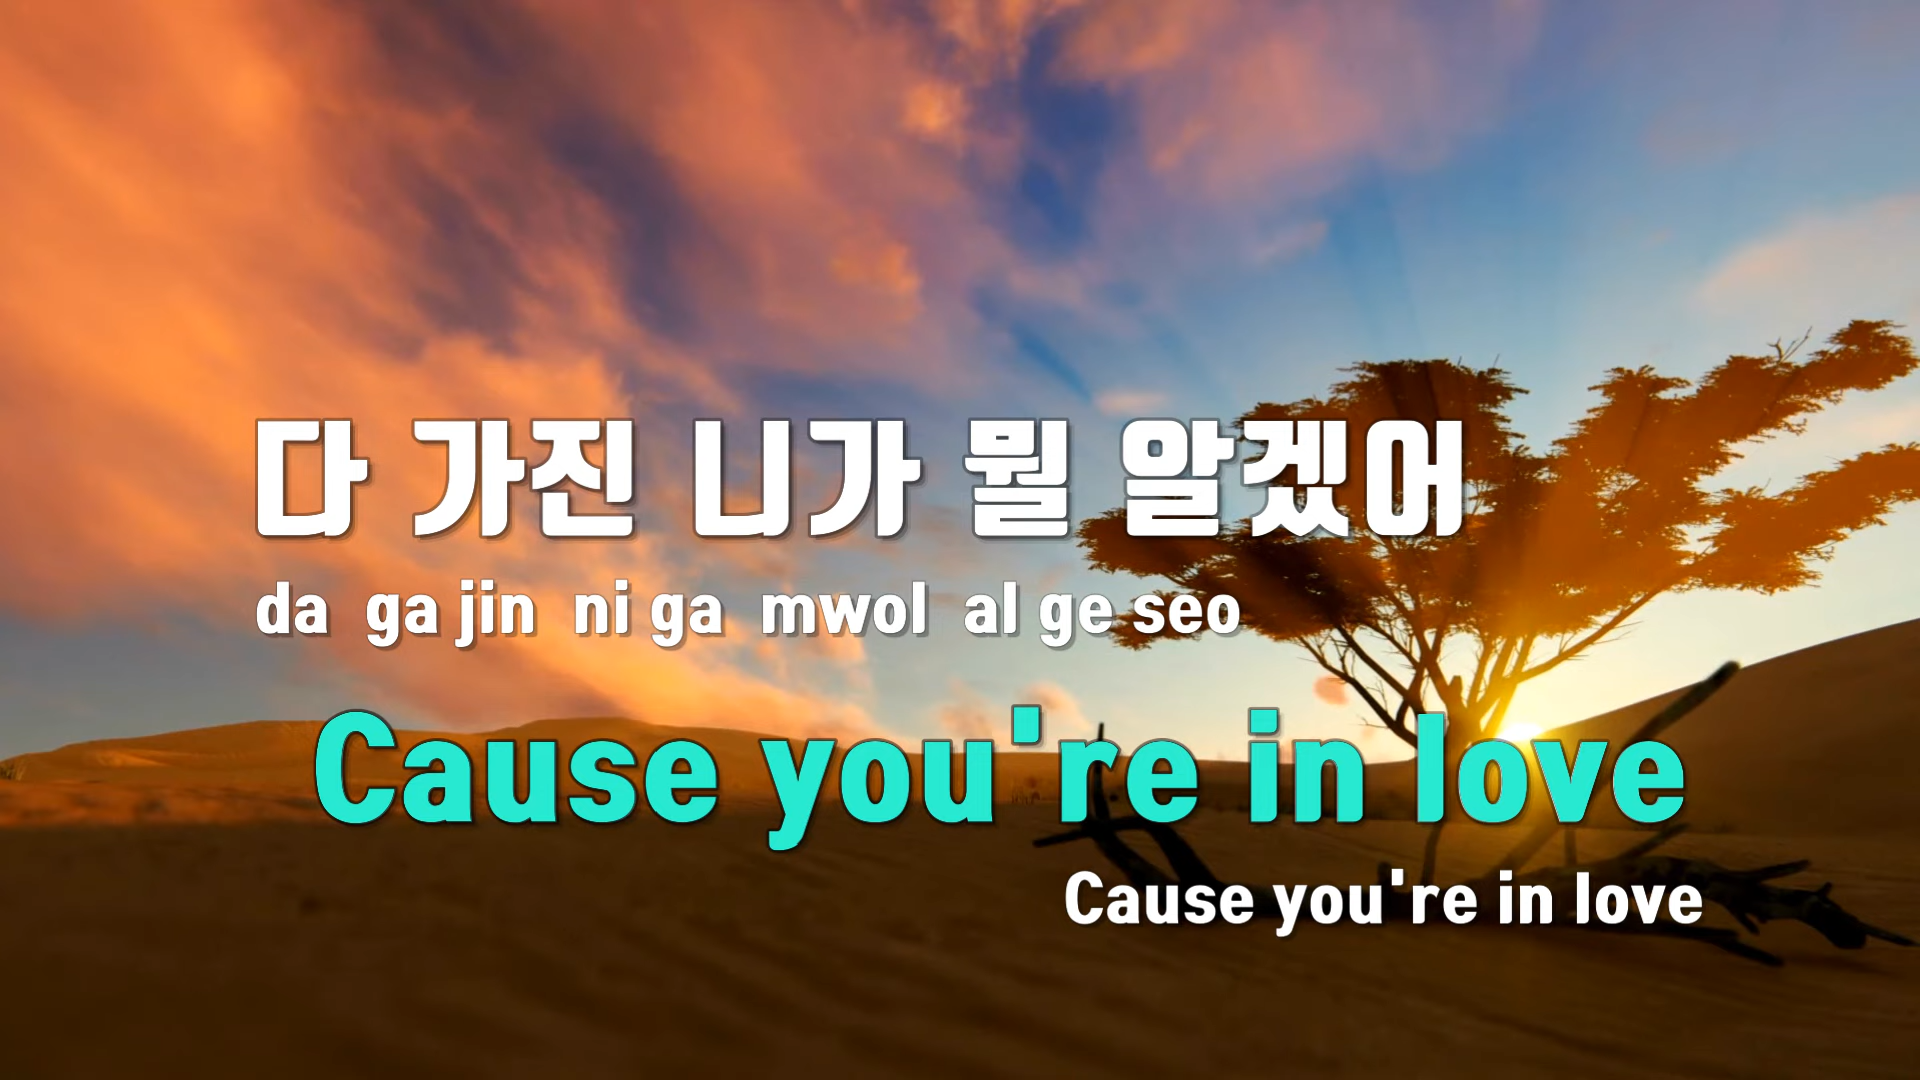 다 가진 니가 뭘 알겠어
da ga jin ni ga mwol al ge seo
Cause you're in love
Cause you're in love